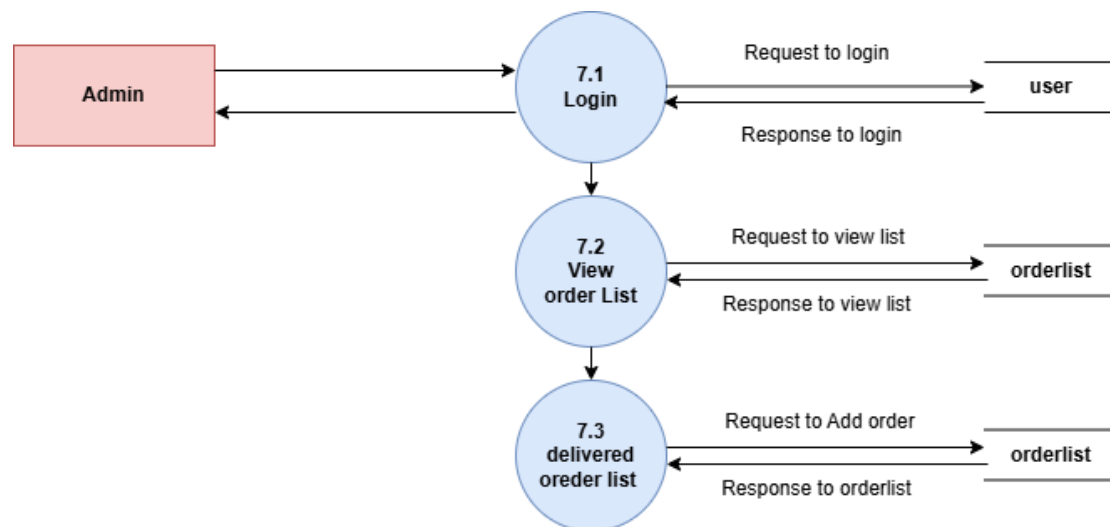 Admin
7.1
Login
Request to login
user
Response to login
7.2
View
order List
Request to view list
orderlist
Response to view list
7.3
delivered
oreder list
Request to Add order
orderlist
Response to orderlist